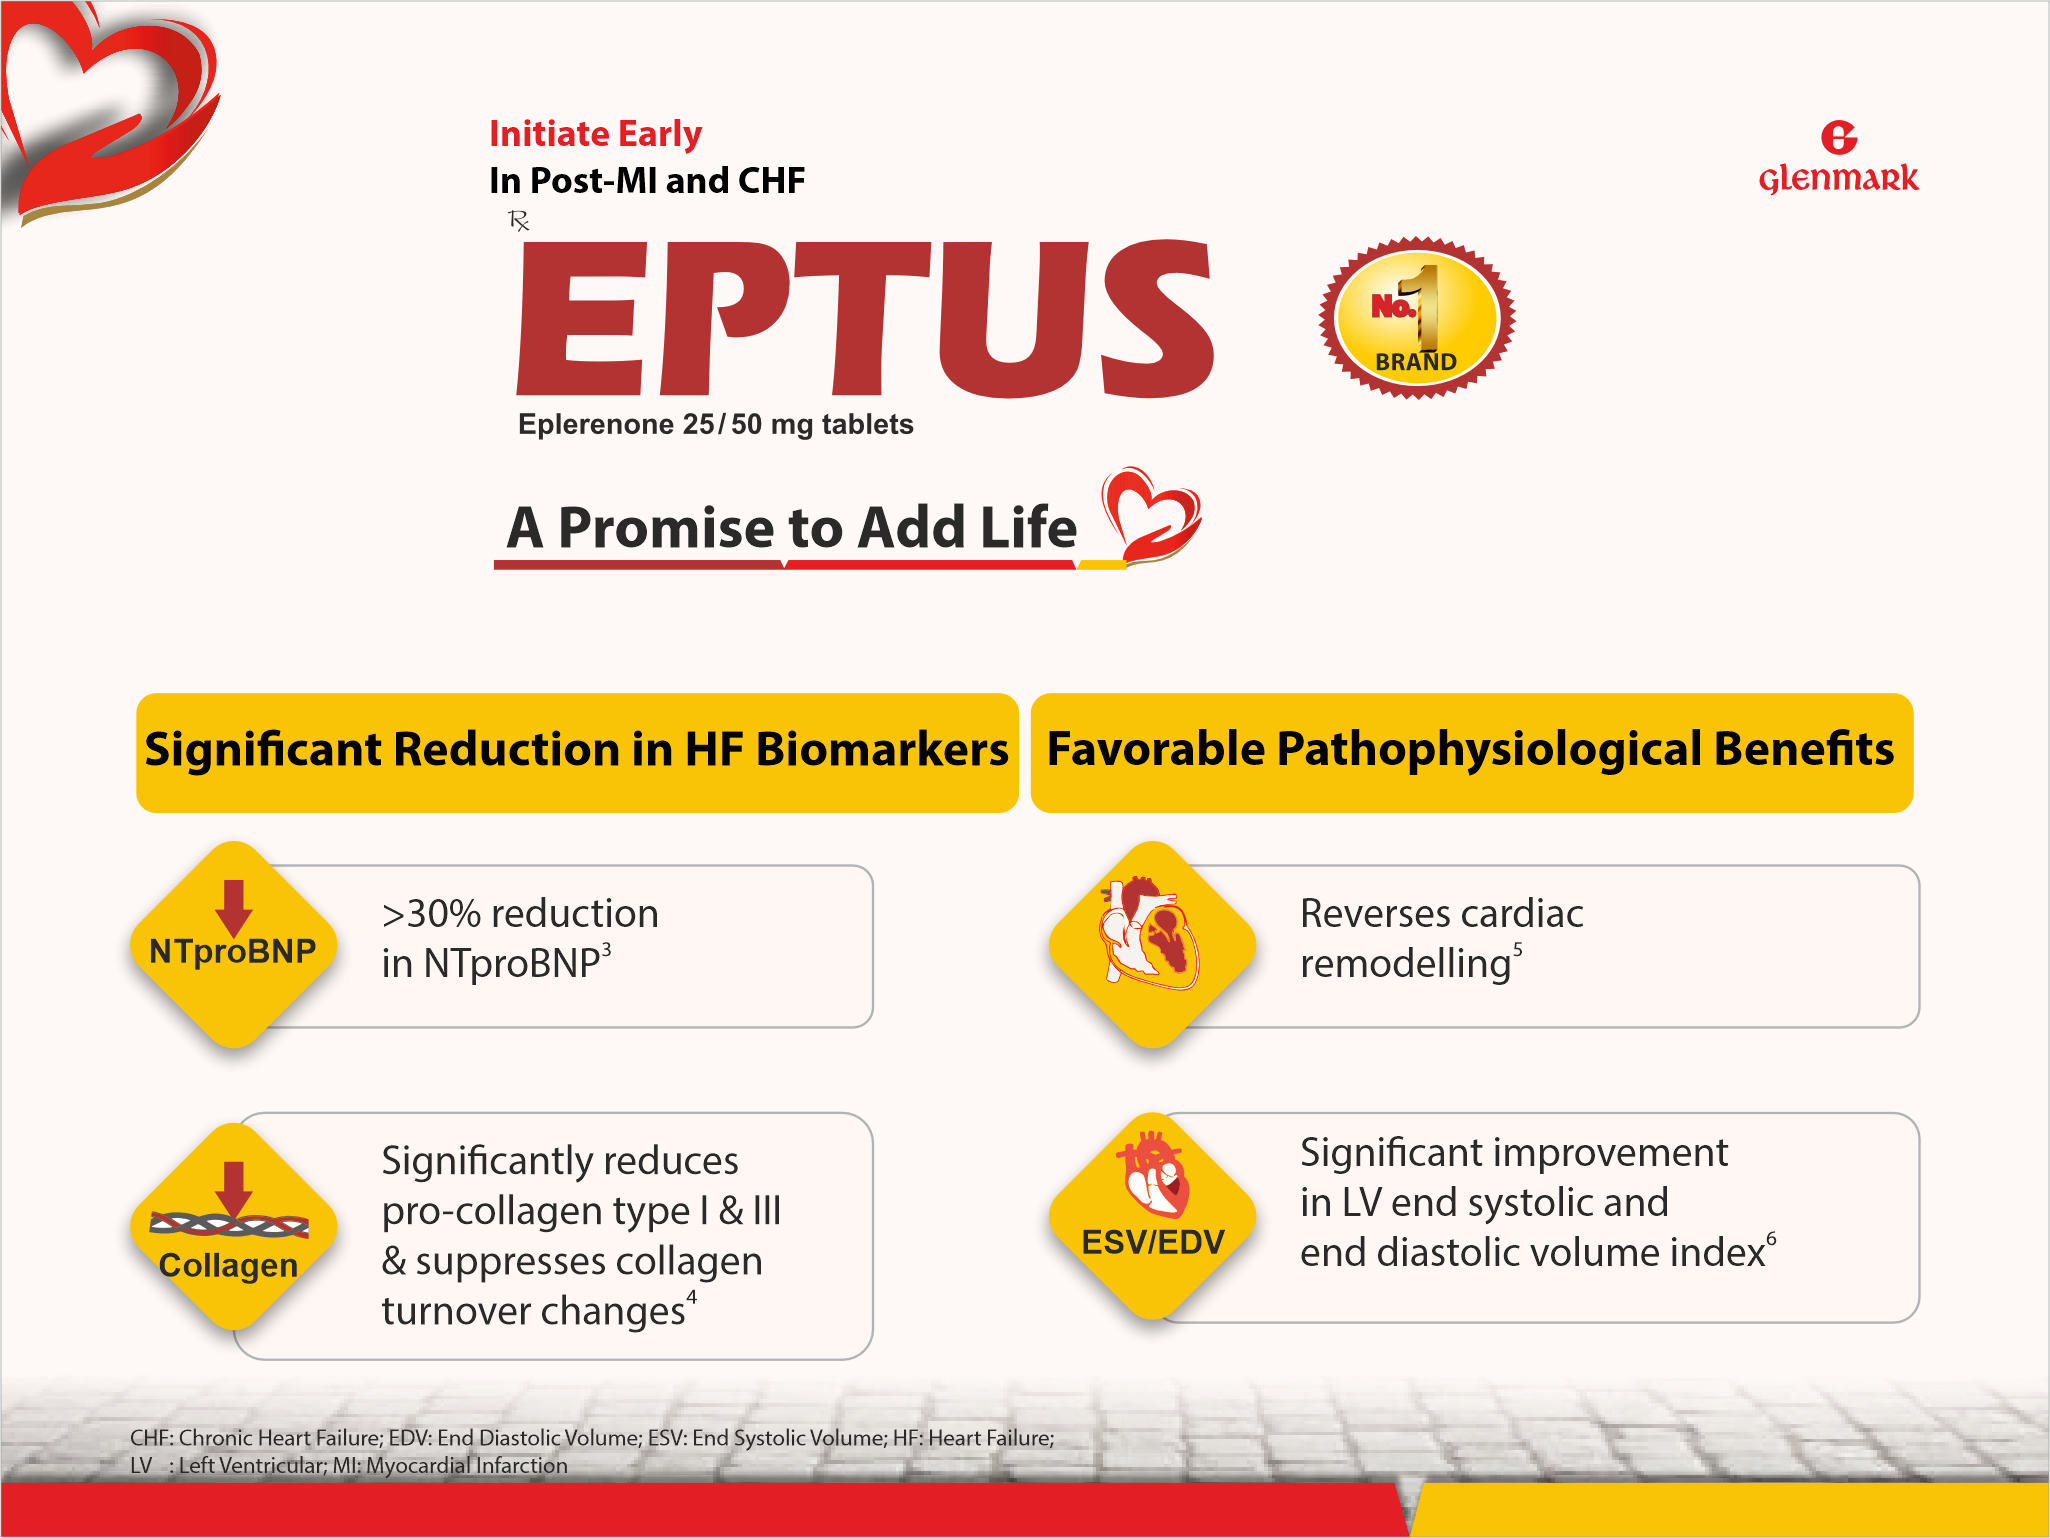 Initiate Early
In Post-MI and CHF
glenmark
Rx
EPTUS
No.1
BRAND
Eplerenone 25/50 mg tablets
A Promise to Add Life
Significant Reduction in HF Biomarkers
Favorable Pathophysiological Benefits
NTproBNP
>30% reduction
in NTproBNP³
Reverses cardiac
remodelling⁵
Collagen
Significantly reduces
pro-collagen type I & III
& suppresses collagen
turnover changes⁴
ESV/EDV
Significant improvement
in LV end systolic and
end diastolic volume index⁶
CHF: Chronic Heart Failure; EDV: End Diastolic Volume; ESV: End Systolic Volume; HF: Heart Failure;
LV : Left Ventricular; MI: Myocardial Infarction